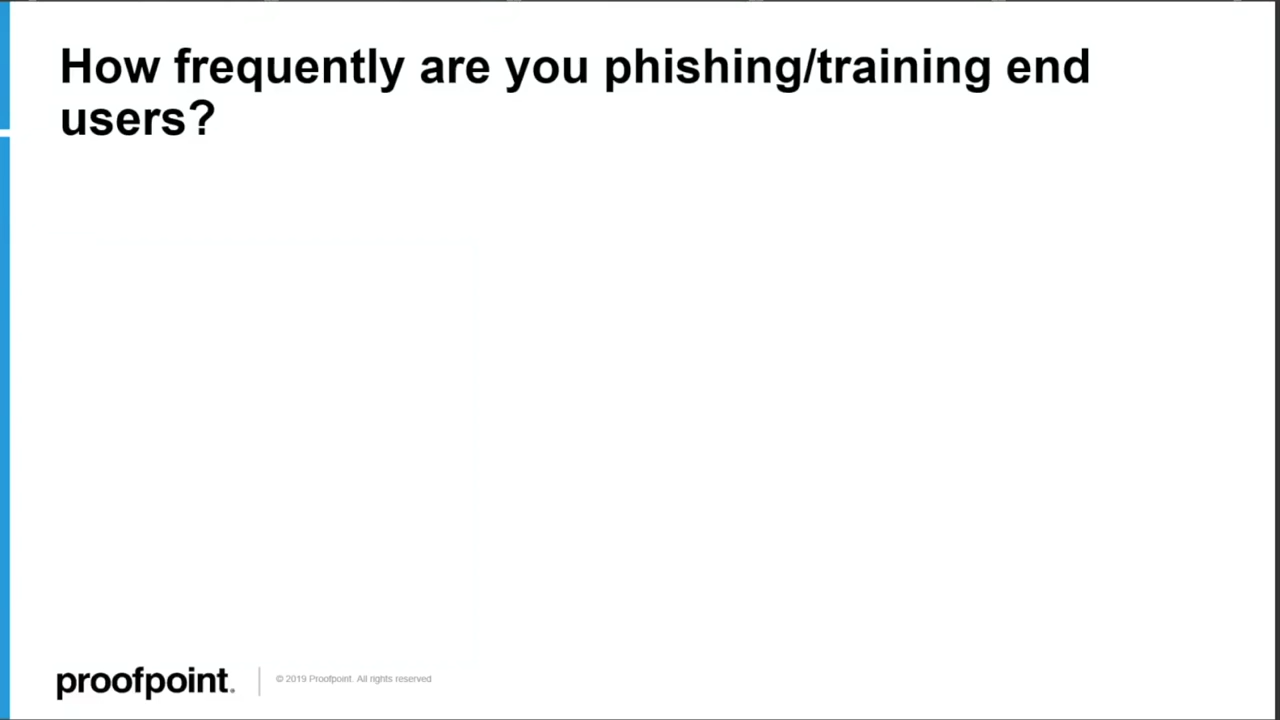 How frequently are you phishing/training end
users?
proofpoint.
© 2019 Proofpoint. All rights reserved